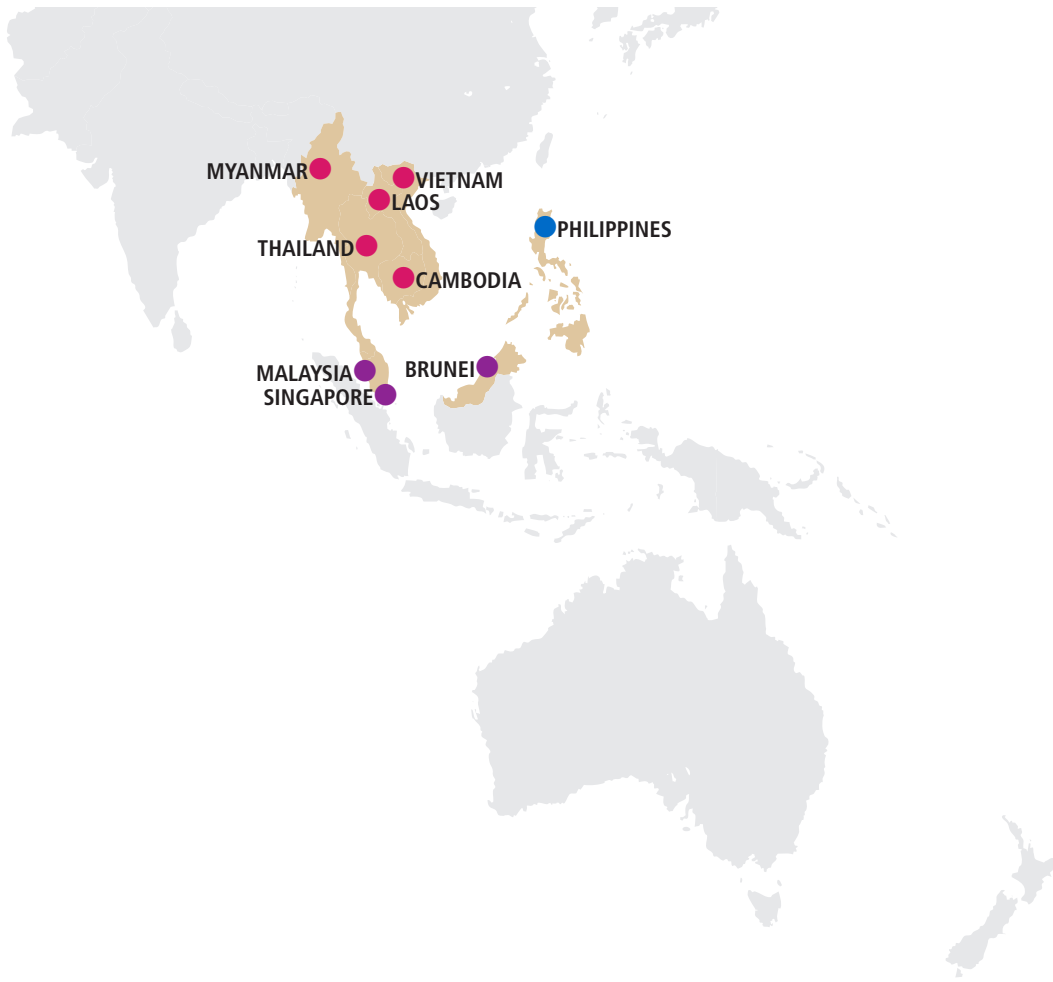 MYANMAR
VIETNAM
LAOS
PHILIPPINES
THAILAND
CAMBODIA
BRUNEI
MALAYSIA
SINGAPORE